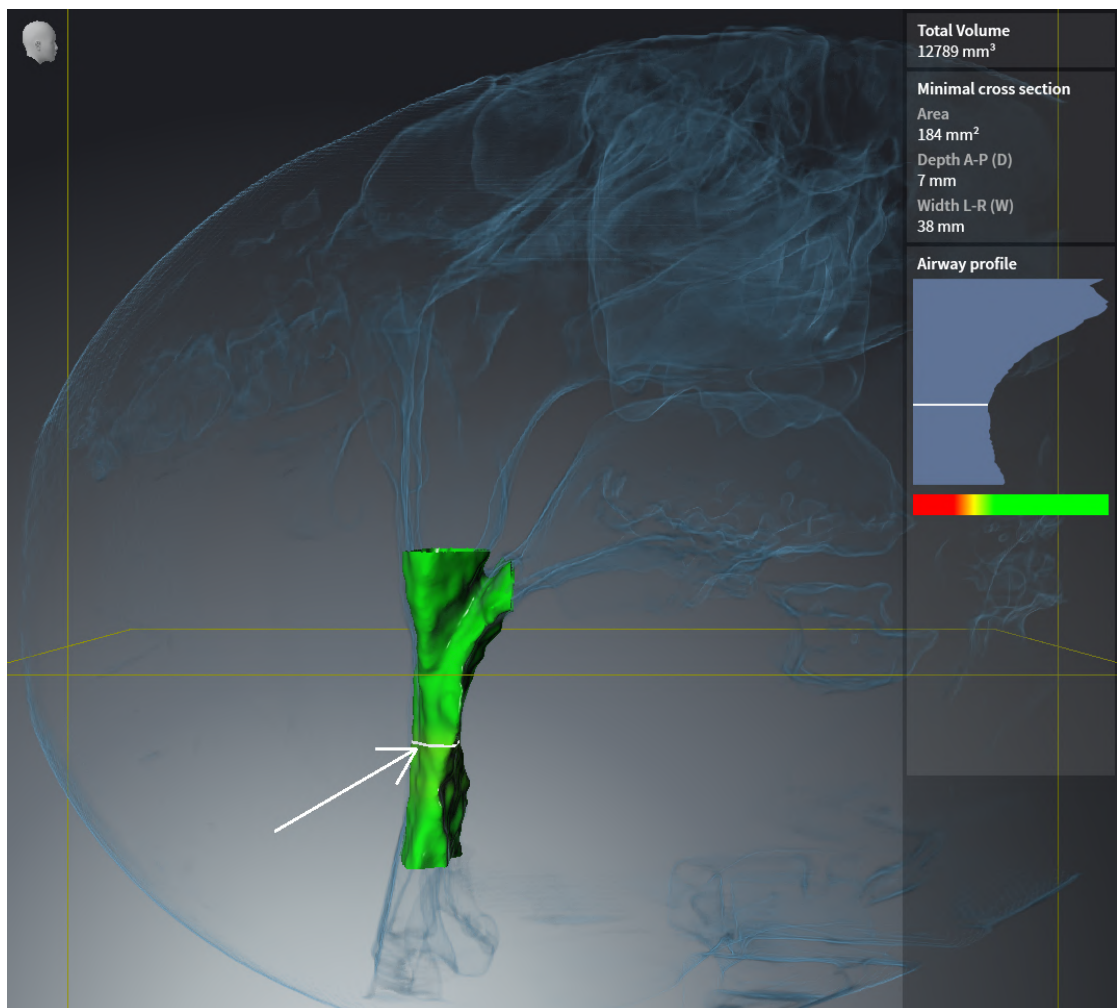 Total Volume
12789 mm³
Minimal cross section
Area
184 mm²
Depth A-P (D)
7 mm
Width L-R (W)
38 mm
Airway profile